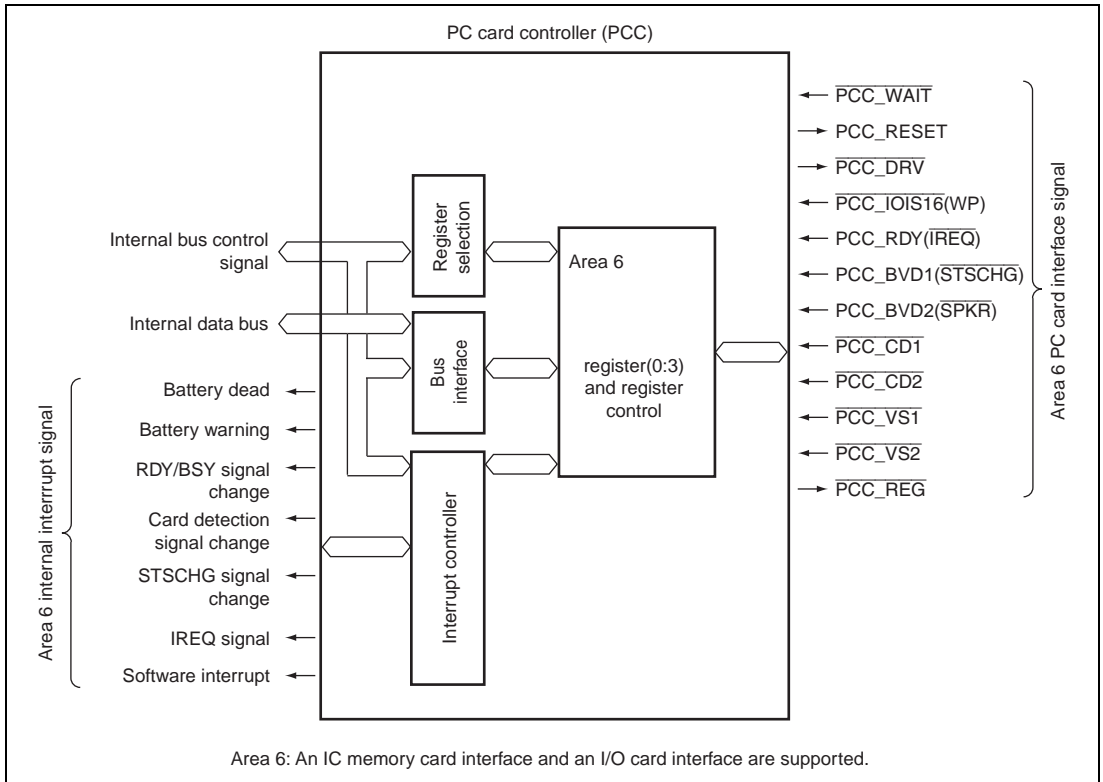 PC card controller (PCC)
Internal bus control
signal
Internal data bus
Area 6 internal interrrupt signal
Battery dead
Battery warning
RDY/BSY signal
change
Card detection
signal change
STSCHG signal
change
IREQ signal
Software interrupt
Register
selection
Bus
interface
Interrupt controller
Area 6
register(0:3)
and register
control
PCC_WAIT
PCC_RESET
PCC_DRV
PCC_IOIS16(WP)
PCC_RDY(IREQ)
PCC_BVD1(STSCHG)
PCC_BVD2(SPKR)
PCC_CD1
PCC_CD2
PCC_VS1
PCC_VS2
PCC_REG
Area 6 PC card interface signal
Area 6: An IC memory card interface and an I/O card interface are supported.